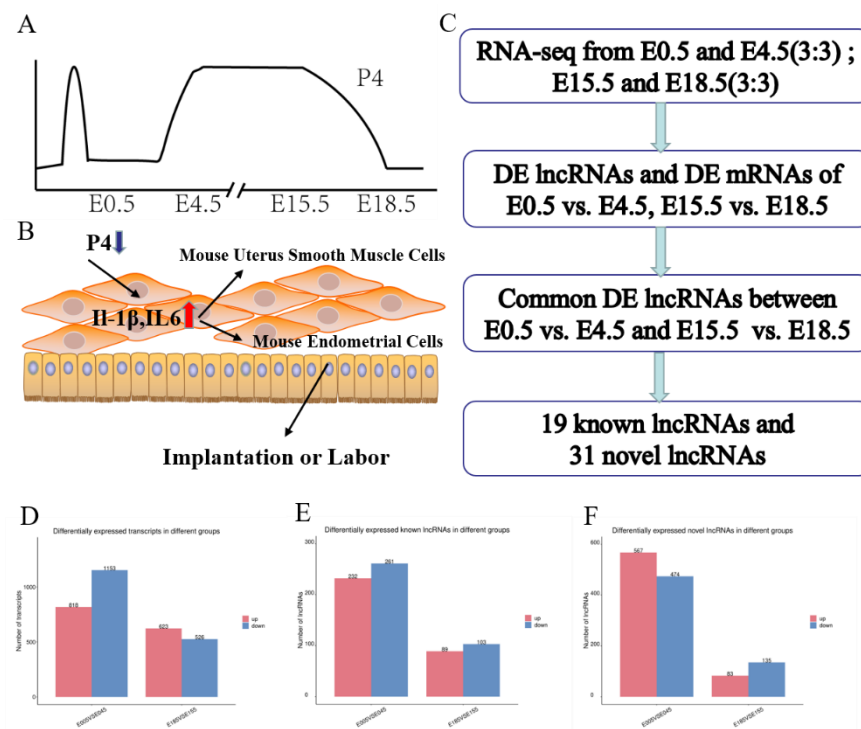 A
P4
E0.5 E4.5 E15.5 E18.5
B
P4
Mouse Uterus Smooth Muscle Cells
Il-1β,IL6
Mouse Endometrial Cells
Implantation or Labor
C
RNA-seq from E0.5 and E4.5(3:3) ;
E15.5 and E18.5(3:3)
DE lncRNAs and DE mRNAs of
E0.5 vs. E4.5, E15.5 vs. E18.5
Common DE lncRNAs between
E0.5 vs. E4.5 and E15.5 vs. E18.5
19 known lncRNAs and
31 novel lncRNAs
D
Differentially expressed transcripts in different groups
Number of transcripts
1000
500
0
818
1153
623
526
up
down
E005VSE045
E185VSE155
E
Differentially expressed known lncRNAs in different groups
Number of lncRNAs
300
200
100
0
232
261
89
103
up
down
E005VSE045
E185VSE155
F
Differentially expressed novel lncRNAs in different groups
Number of lncRNAs
600
400
200
0
567
474
83
135
up
down
E005VSE045
E185VSE155